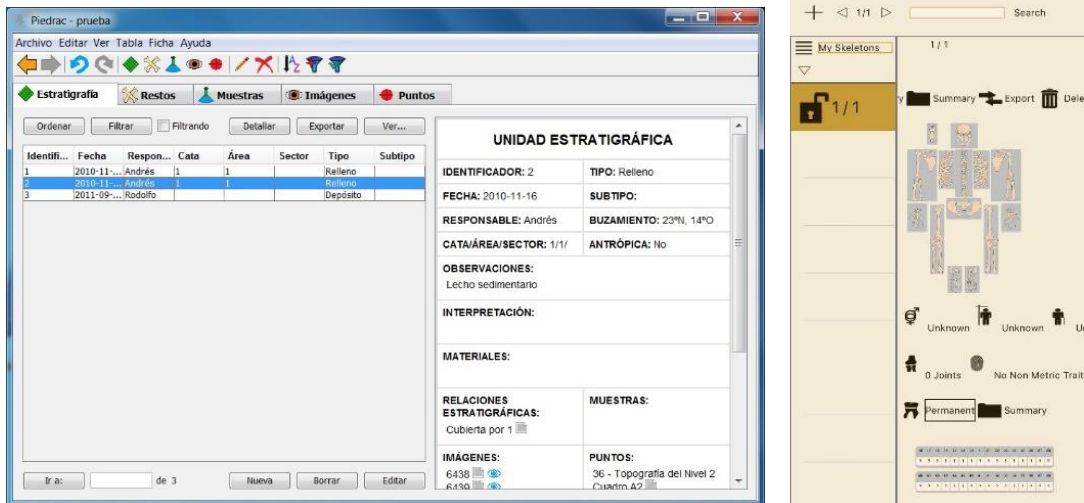 Piedrac - prueba
Archivo Editar Ver Tabla Ficha Ayuda
Estratigrafía Restos Muestras Imágenes Puntos
Ordenar Filtrar Filtrando Detallar Exportar Ver...
Identifi... Fecha Respon... Cata Área Sector Tipo Subtipo
1 2010-11-... Andrés 1 1 Relleno
2 2010-11-... Andrés 1 1 Relleno
3 2011-09-... Rodolfo Depósito
Ir a: de 3 Nueva Borrar Editar
UNIDAD ESTRATIGRÁFICA
IDENTIFICADOR: 2 TIPO: Relleno
FECHA: 2010-11-16 SUBTIPO:
RESPONSABLE: Andrés BUZAMIENTO: 23ºN, 14ºO
CATA/ÁREA/SECTOR: 1/1/ ANTRÓPICA: No
OBSERVACIONES:
Lecho sedimentario
INTERPRETACIÓN:
MATERIALES:
RELACIONES
ESTRATIGRÁFICAS:
Cubierta por 1
MUESTRAS:
IMÁGENES:
6438
6439
PUNTOS:
36 - Topografía del Nivel 2
Cuadro A2
1/1 Search
My Skeletons
1/1
1/1
y Summary Export Dele
Unknown Unknown Un
0 Joints No Non Metric Trait
Permanent Summary